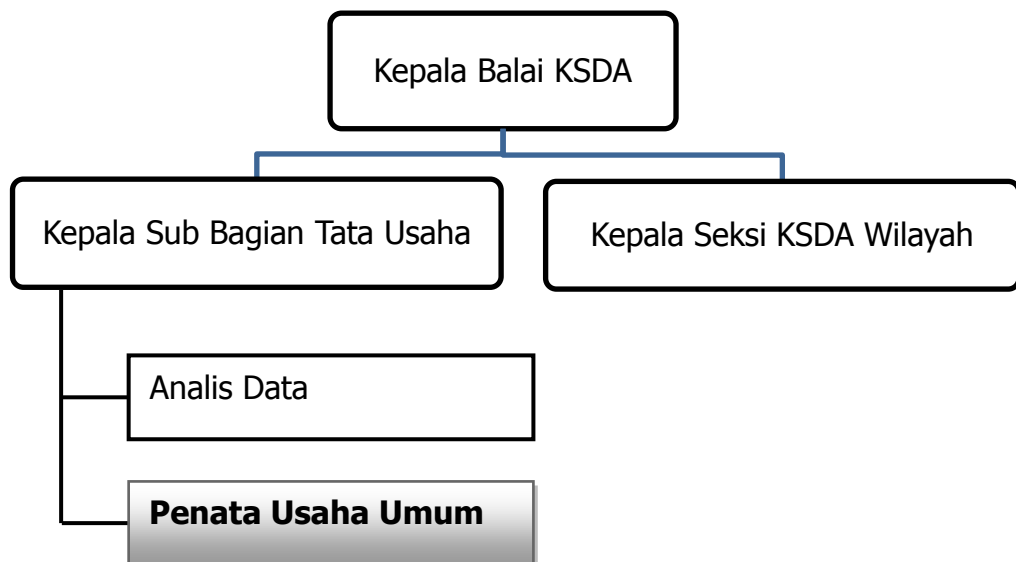 Kepala Balai KSDA
Kepala Sub Bagian Tata Usaha
Kepala Seksi KSDA Wilayah
Analis Data
Penata Usaha Umum